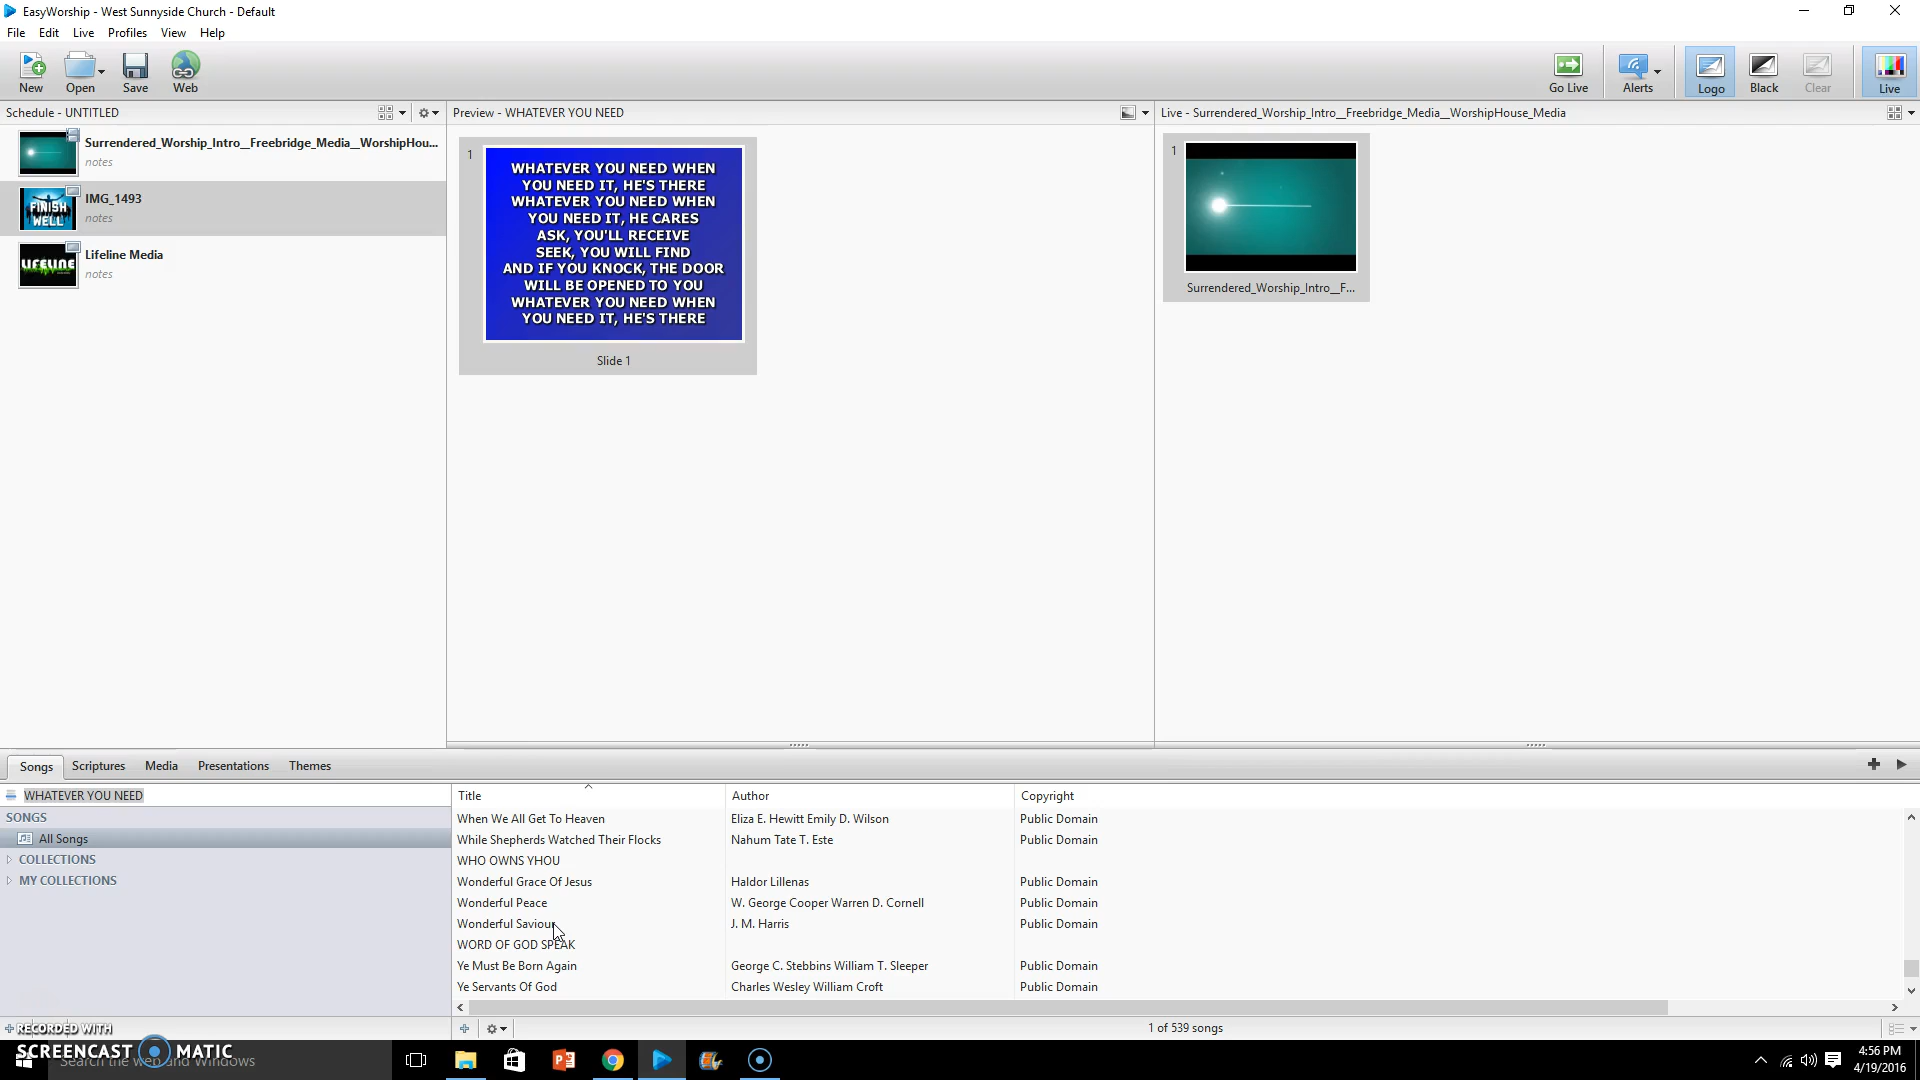 EasyWorship - West Sunnyside Church - Default
File Edit Live Profiles View Help
New Open Save Web Go Live Alerts Logo Black Clear Live
Schedule - UNTITLED
Surrendered_Worship_Intro__Freebridge_Media__WorshipHou...
notes
FINISH
WELL
IMG_1493
notes
LIFELINE
Lifeline Media
notes
Preview - WHATEVER YOU NEED
1
WHATEVER YOU NEED WHEN
YOU NEED IT, HE'S THERE
WHATEVER YOU NEED WHEN
YOU NEED IT, HE CARES
ASK, YOU'LL RECEIVE
SEEK, YOU WILL FIND
AND IF YOU KNOCK, THE DOOR
WILL BE OPENED TO YOU
WHATEVER YOU NEED WHEN
YOU NEED IT, HE'S THERE
Slide 1
Live - Surrendered_Worship_Intro__Freebridge_Media__WorshipHouse_Media
1
Surrendered_Worship_Intro__F...
Songs Scriptures Media Presentations Themes
WHATEVER YOU NEED
SONGS
All Songs
COLLECTIONS
MY COLLECTIONS
Title Author Copyright
When We All Get To Heaven Eliza E. Hewitt Emily D. Wilson Public Domain
While Shepherds Watched Their Flocks Nahum Tate T. Este Public Domain
WHO OWNS YHOU
Wonderful Grace Of Jesus Haldor Lillenas Public Domain
Wonderful Peace W. George Cooper Warren D. Cornell Public Domain
Wonderful Saviour J. M. Harris Public Domain
WORD OF GOD SPEAK
Ye Must Be Born Again George C. Stebbins William T. Sleeper Public Domain
Ye Servants Of God Charles Wesley William Croft Public Domain
1 of 539 songs
RECORDED WITH
SCREENCAST MATIC
Search the web and Windows
4:56 PM
4/19/2016